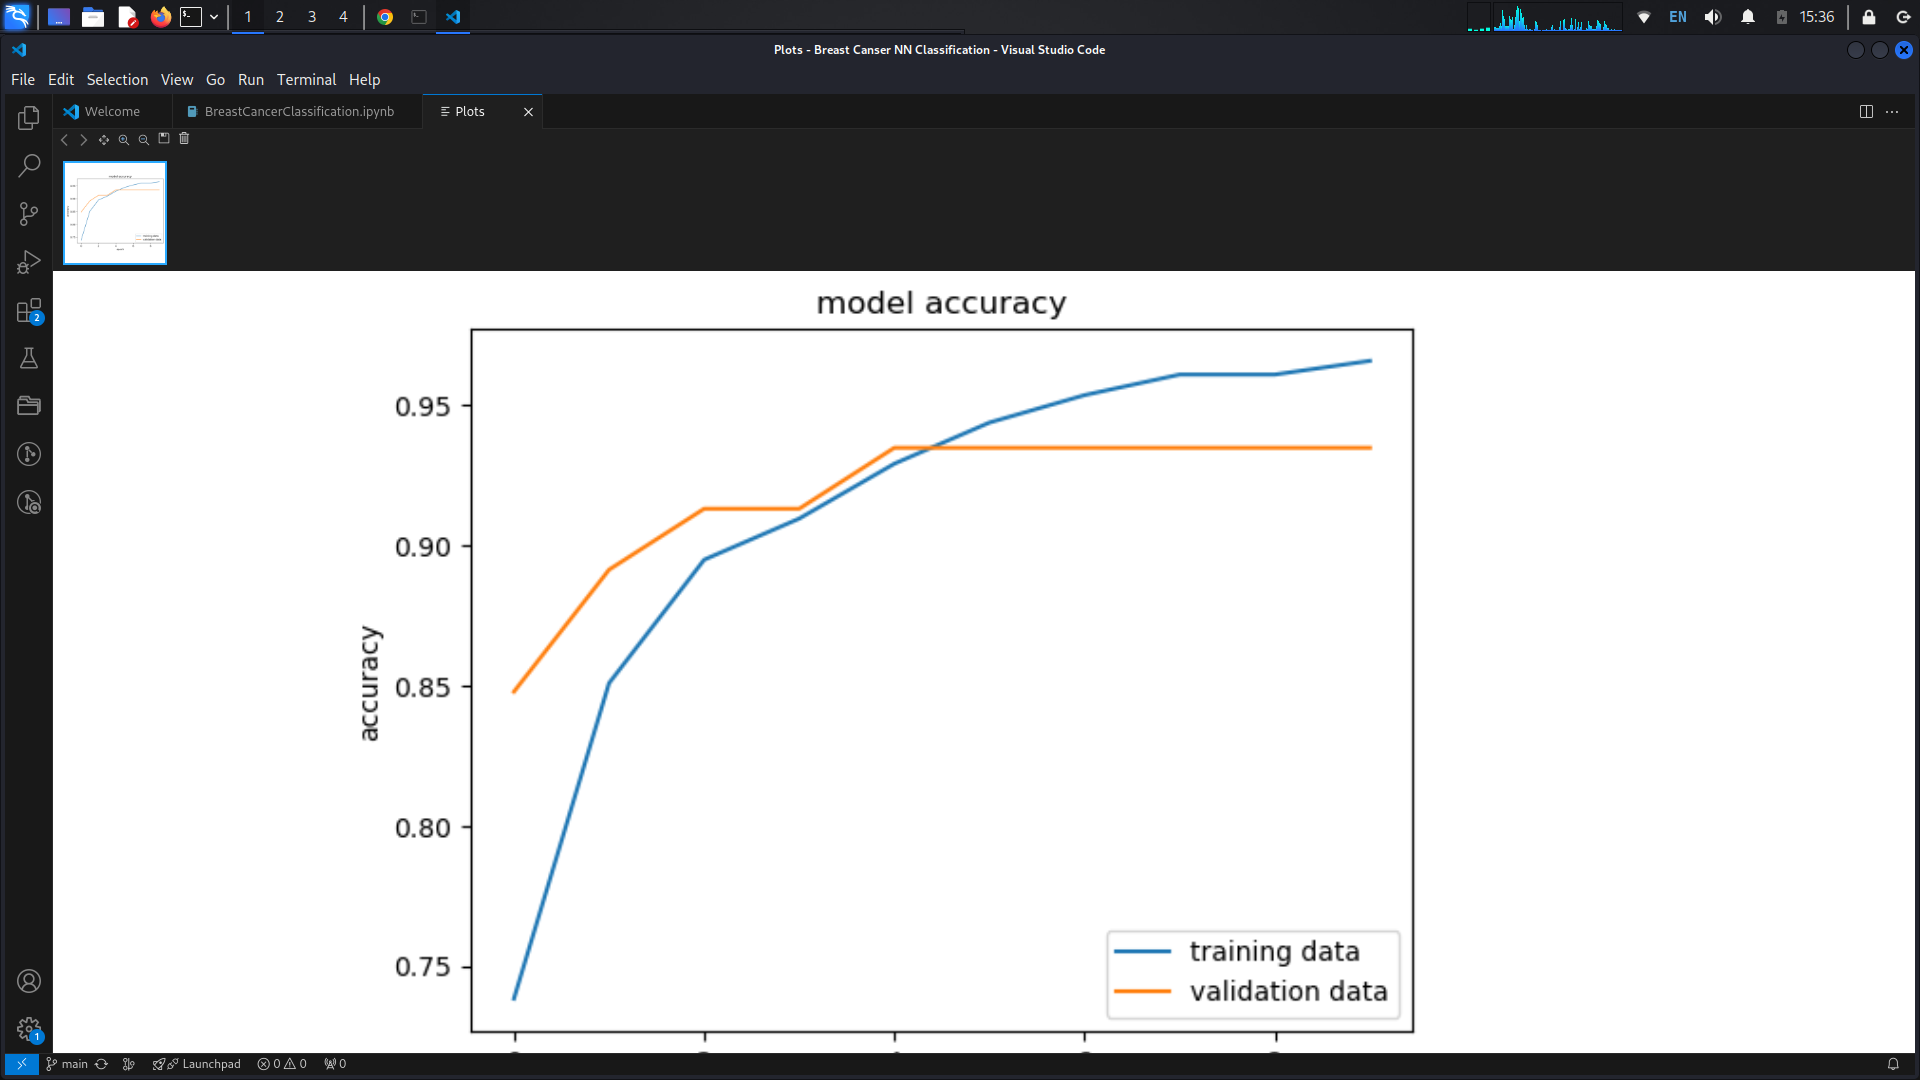 1 2 3 4 EN 15:36
Plots - Breast Canser NN Classification - Visual Studio Code
File Edit Selection View Go Run Terminal Help
Welcome BreastCancerClassification.ipynb Plots
2
model accuracy
0.95
0.90
0.85
0.80
0.75
accuracy
training data
validation data
1
main Launchpad 0 0 0